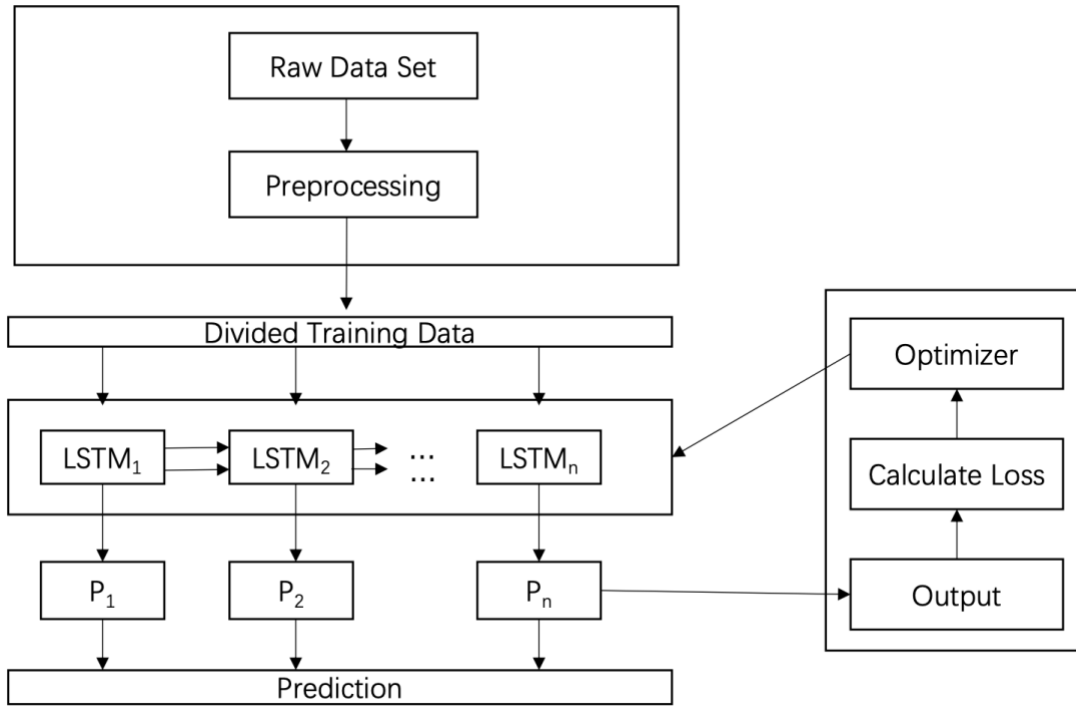 Raw Data Set
Preprocessing
Divided Training Data
LSTM₁
LSTM₂
...
...
LSTMₙ
P₁
P₂
Pₙ
Prediction
Optimizer
Calculate Loss
Output